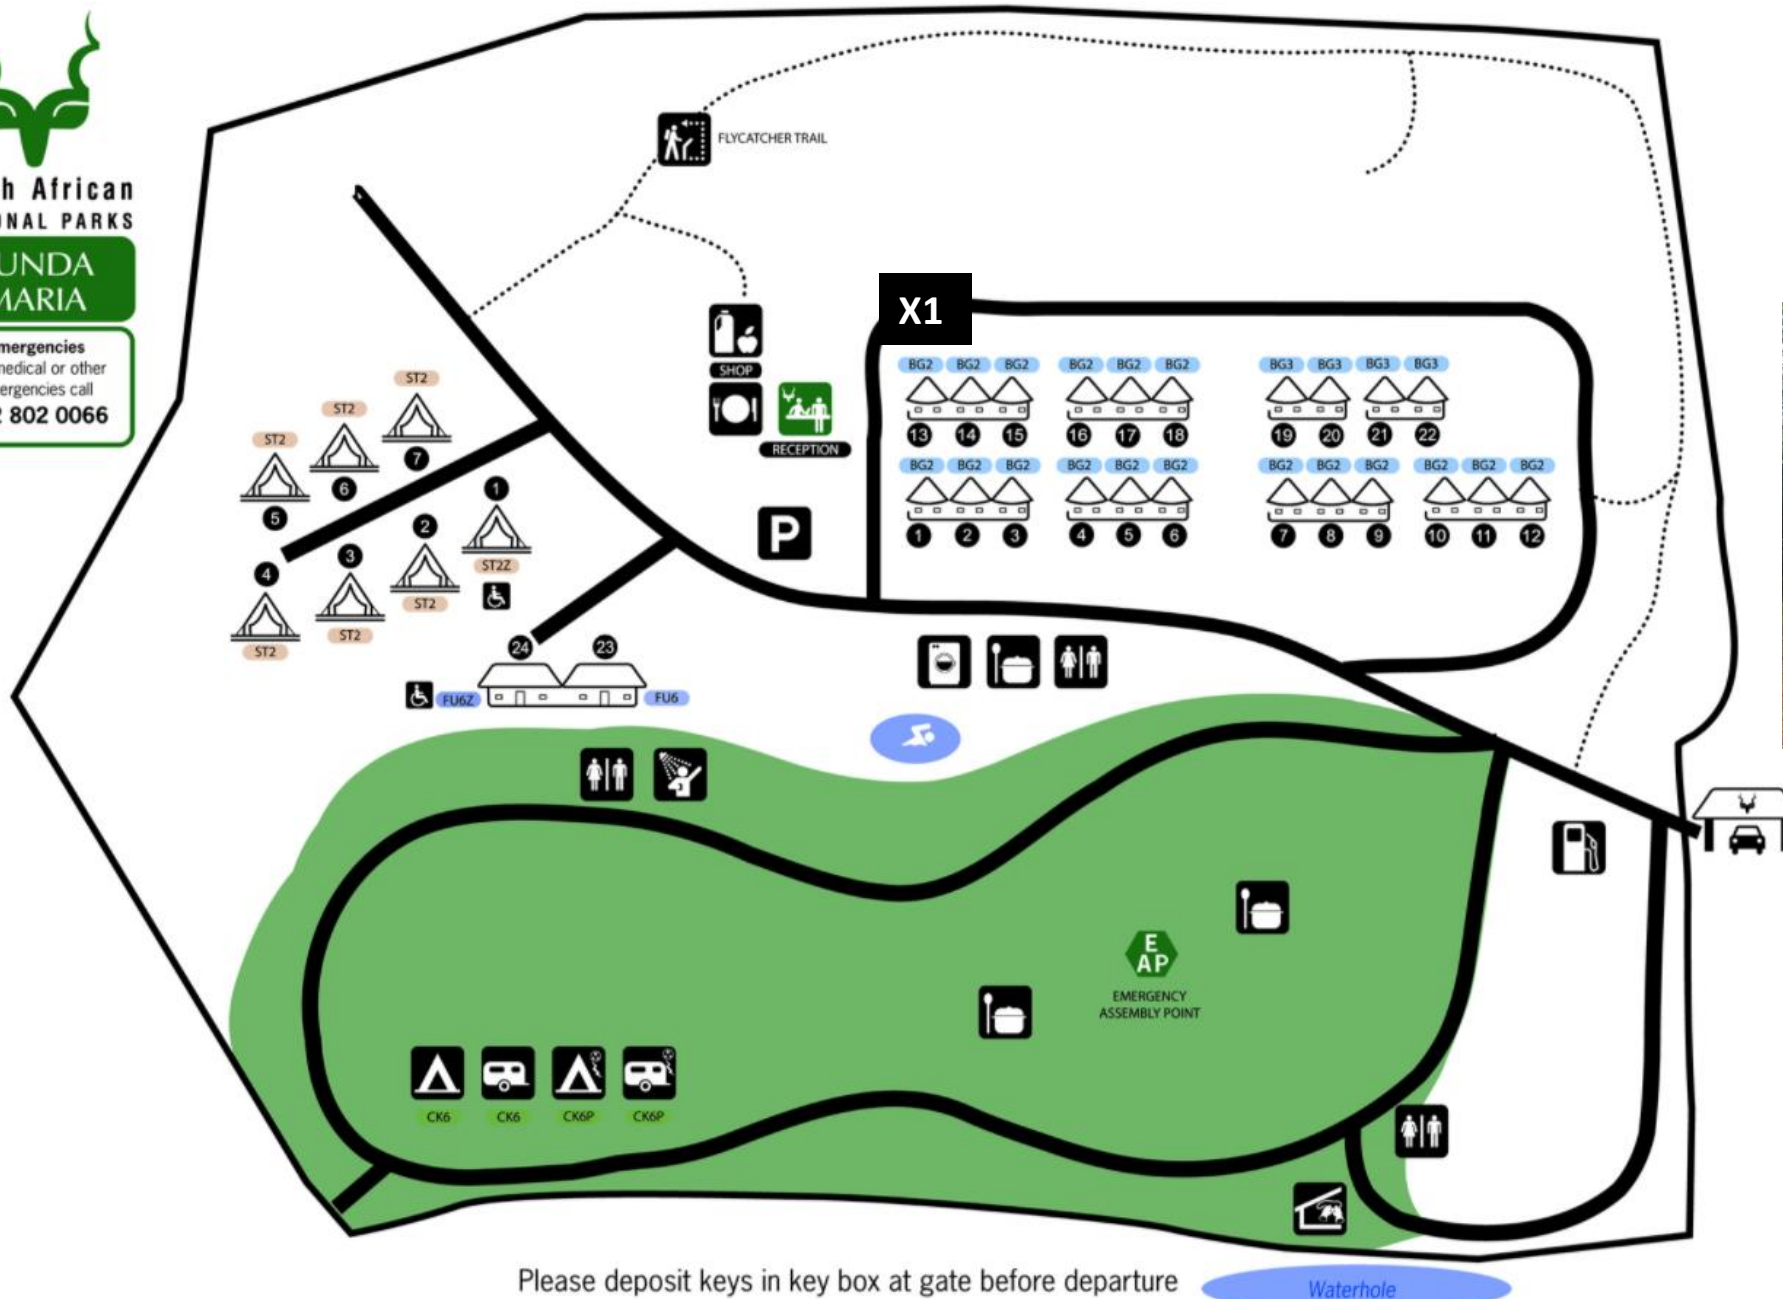 h African
ONAL PARKS
UNDA
MARIA
mergencies
medical or other
ergencies call
2 802 0066
FLYCATCHER TRAIL
X1
SHOP
RECEPTION
P
BG2 BG2 BG2 BG2 BG2 BG2 BG3 BG3 BG3 BG3
13 14 15 16 17 18 19 20 21 22
BG2 BG2 BG2 BG2 BG2 BG2 BG2 BG2 BG2 BG2 BG2 BG2
1 2 3 4 5 6 7 8 9 10 11 12
ST2
7
ST2
6
ST2
5
1
ST2Z
2
ST2
3
ST2
4
ST2
24 23
FU6Z FU6
E
AP
EMERGENCY
ASSEMBLY POINT
CK6 CK6 CK6P CK6P
Please deposit keys in key box at gate before departure
Waterhole